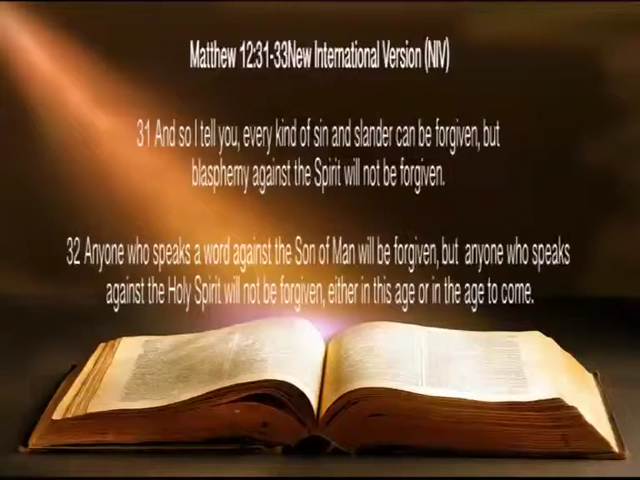 Matthew 12:31-33New International Version (NIV)
31 And so I tell you, every kind of sin and slander can be forgiven, but
blasphemy against the Spirit will not be forgiven.
32 Anyone who speaks a word against the Son of Man will be forgiven, but anyone who speaks
against the Holy Spirit will not be forgiven, either in this age or in the age to come.